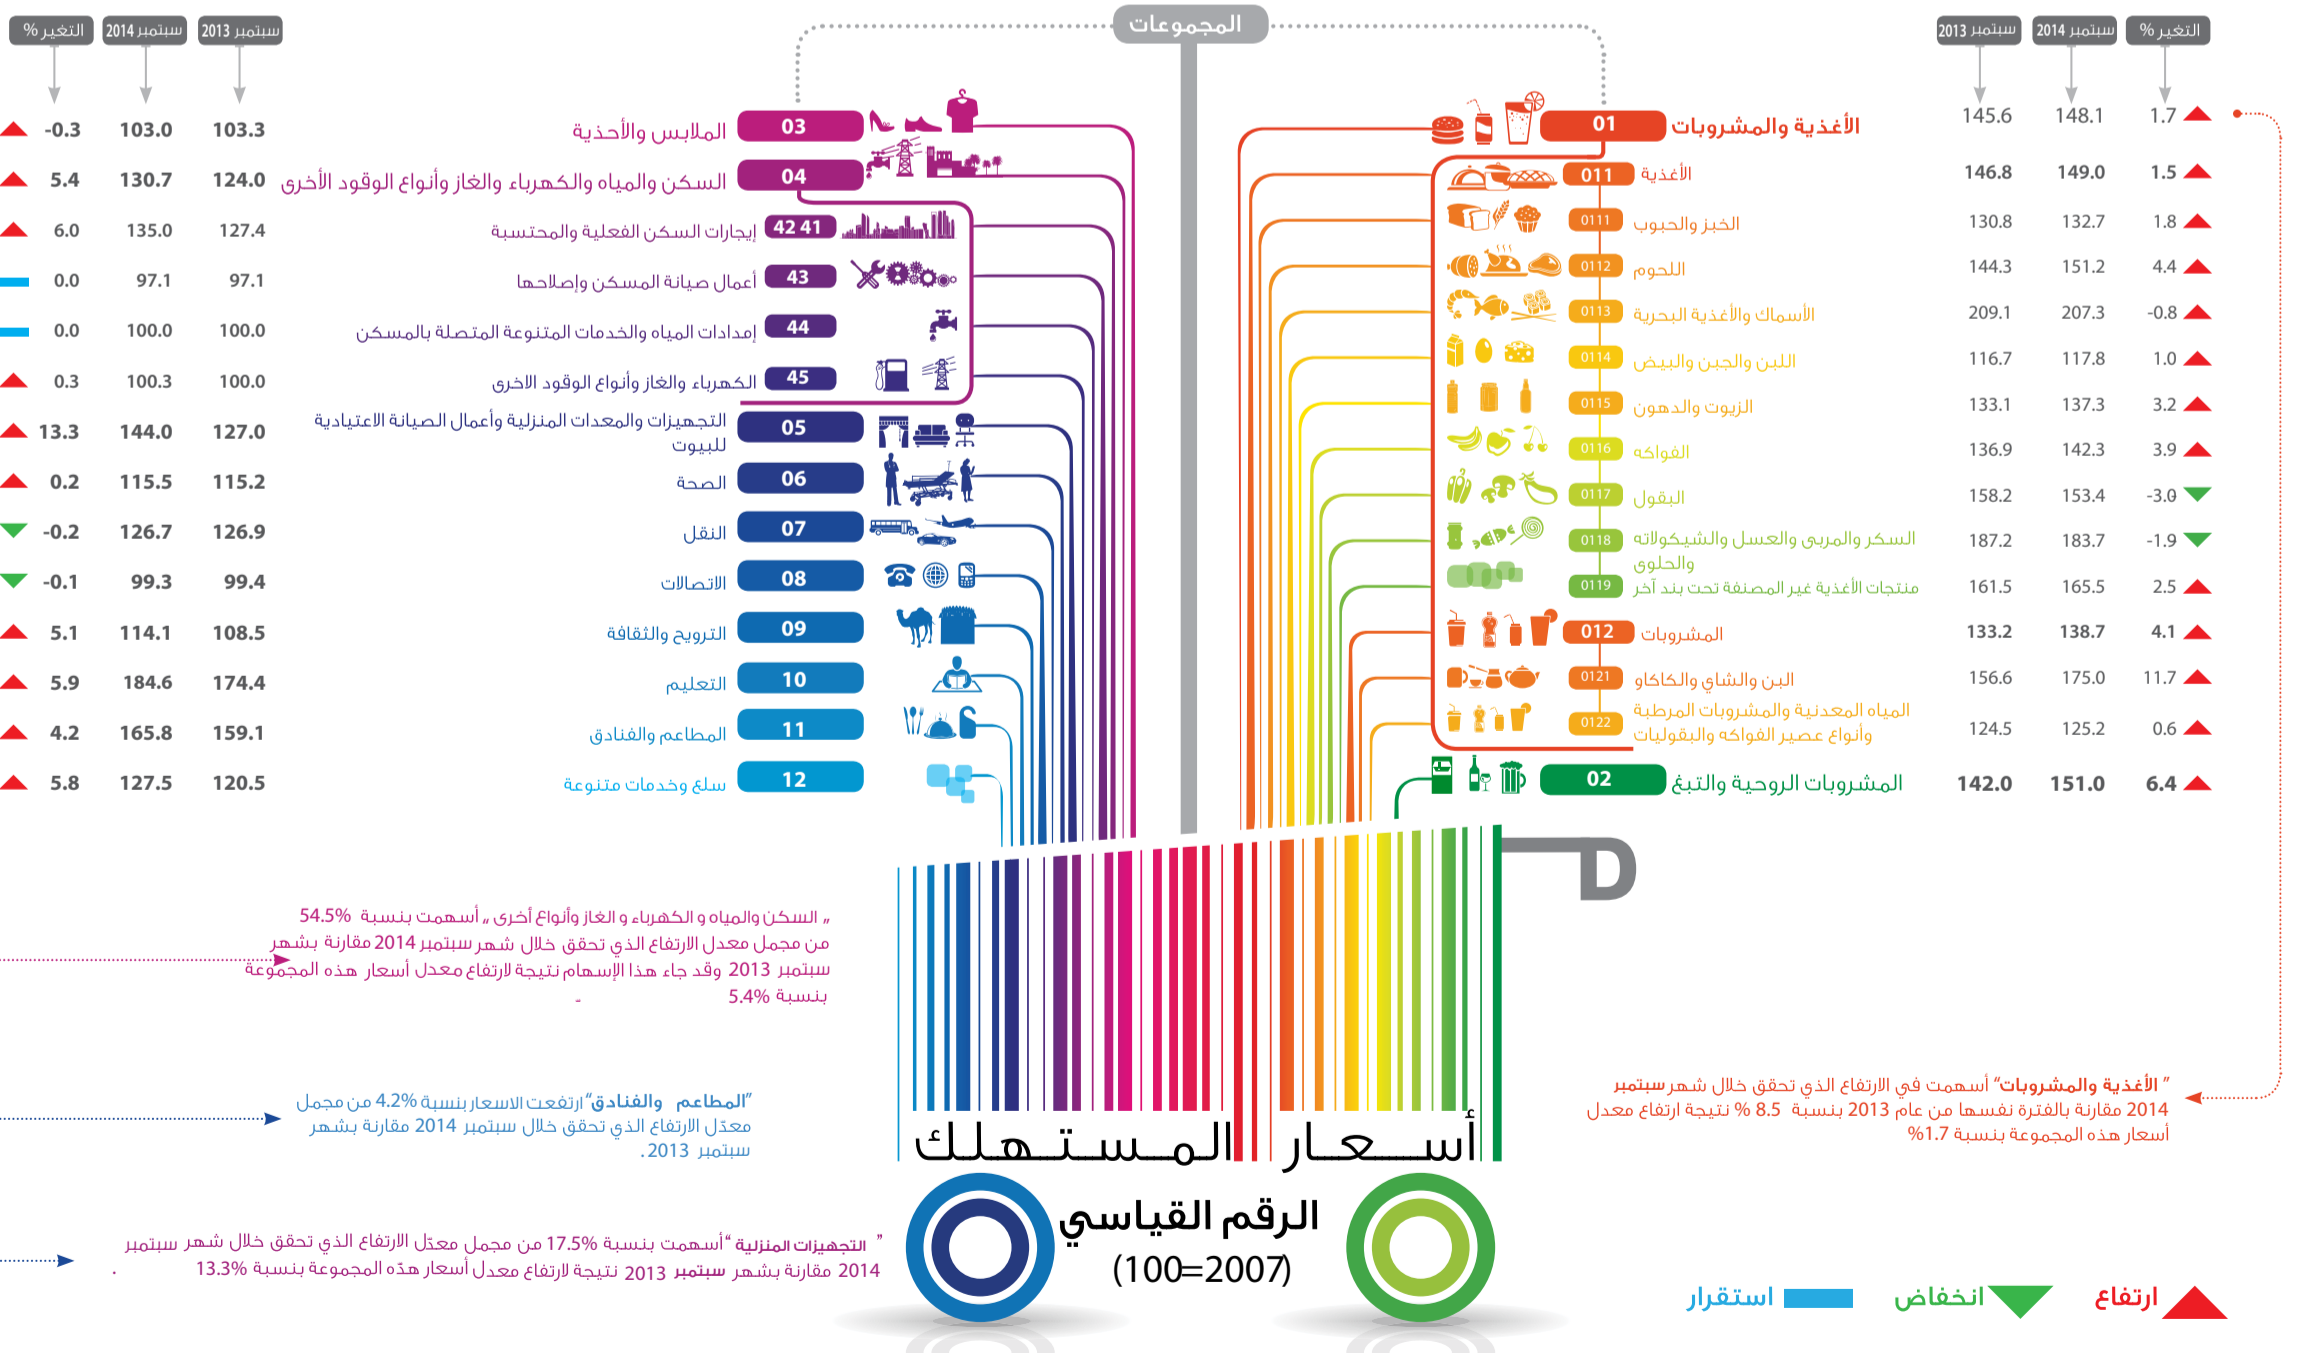 المجموعات
سبتمبر 2013 سبتمبر 2014 التغير %
01 الأغذية والمشروبات 145.6 148.1 1.7
011 الأغذية 146.8 149.0 1.5
0111 الخبز والحبوب 130.8 132.7 1.8
0112 اللحوم 144.3 151.2 4.4
0113 الأسماك والأغذية البحرية 209.1 207.3 -0.8
0114 اللبن والجبن والبيض 116.7 117.8 1.0
0115 الزيوت والدهون 133.1 137.3 3.2
0116 الفواكه 136.9 142.3 3.9
0117 البقول 158.2 153.4 -3.0
0118 السكر والمربى والعسل والشيكولاته 187.2 183.7 -1.9
والحلوى
0119 منتجات الأغذية غير المصنفة تحت بند آخر 161.5 165.5 2.5
012 المشروبات 133.2 138.7 4.1
0121 البن والشاي والكاكاو 156.6 175.0 11.7
0122 المياه المعدنية والمشروبات المرطبة 124.5 125.2 0.6
وأنواع عصير الفواكه والبقوليات
02 المشروبات الروحية والتبغ 142.0 151.0 6.4
سبتمبر 2013 سبتمبر 2014 التغير %
03 الملابس والأحذية 103.3 103.0 -0.3
04 السكن والمياه والكهرباء والغاز وأنواع الوقود الأخرى 124.0 130.7 5.4
42 41 إيجارات السكن الفعلية والمحتسبة 127.4 135.0 6.0
43 أعمال صيانة المسكن وإصلاحها 97.1 97.1 0.0
44 إمدادات المياه والخدمات المتنوعة المتصلة بالمسكن 100.0 100.0 0.0
45 الكهرباء والغاز وأنواع الوقود الاخرى 100.0 100.3 0.3
05 التجهيزات والمعدات المنزلية وأعمال الصيانة الاعتيادية 127.0 144.0 13.3
للبيوت
06 الصحة 115.2 115.5 0.2
07 النقل 126.9 126.7 -0.2
08 الاتصالات 99.4 99.3 -0.1
09 الترويح والثقافة 108.5 114.1 5.1
10 التعليم 174.4 184.6 5.9
11 المطاعم والفنادق 159.1 165.8 4.2
12 سلع وخدمات متنوعة 120.5 127.5 5.8
„ السكن والمياه و الكهرباء و الغاز وأنواع أخرى „ أسهمت بنسبة 54.5%
من مجمل معدل الارتفاع الذي تحقق خلال شهر سبتمبر 2014 مقارنة بشهر
سبتمبر 2013 وقد جاء هذا الإسهام نتيجة لارتفاع معدل أسعار هذه المجموعة
بنسبة 5.4%
"المطاعم والفنادق" ارتفعت الاسعار بنسبة 4.2% من مجمل
معدّل الارتفاع الذي تحقق خلال سبتمبر 2014 مقارنة بشهر
سبتمبر 2013 .
" التجهيزات المنزلية " أسهمت بنسبة 17.5% من مجمل معدّل الارتفاع الذي تحقق خلال شهر سبتمبر
2014 مقارنة بشهر سبتمبر 2013 نتيجة لارتفاع معدل أسعار هدّه المجموعة بنسبة 13.3% .
" الأغذية والمشروبات" أسهمت في الارتفاع الذي تحقق خلال شهر سبتمبر
2014 مقارنة بالفترة نفسها من عام 2013 بنسبة 8.5 % نتيجة ارتفاع معدل
أسعار هذه المجموعة بنسبة 1.7%
أسـعـار المستهلك
الرقم القياسي
(2007=100)
ارتفاع انخفاض استقرار